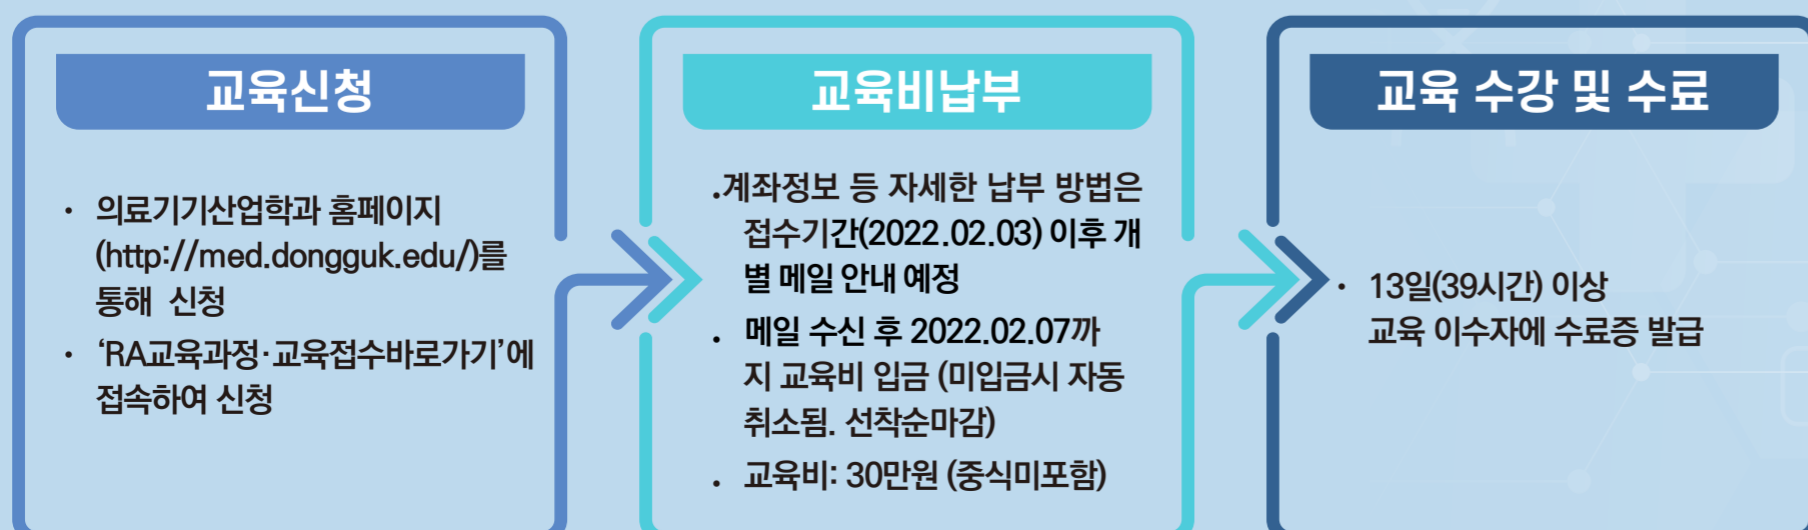 교육신청
· 의료기기산업학과 홈페이지
(http://med.dongguk.edu/)를
통해 신청
· ‘RA교육과정·교육접수바로가기’에
접속하여 신청
교육비납부
.계좌정보 등 자세한 납부 방법은
접수기간(2022.02.03) 이후 개
별 메일 안내 예정
. 메일 수신 후 2022.02.07까
지 교육비 입금 (미입금시 자동
취소됨. 선착순마감)
. 교육비: 30만원 (중식미포함)
교육 수강 및 수료
· 13일(39시간) 이상
교육 이수자에 수료증 발급